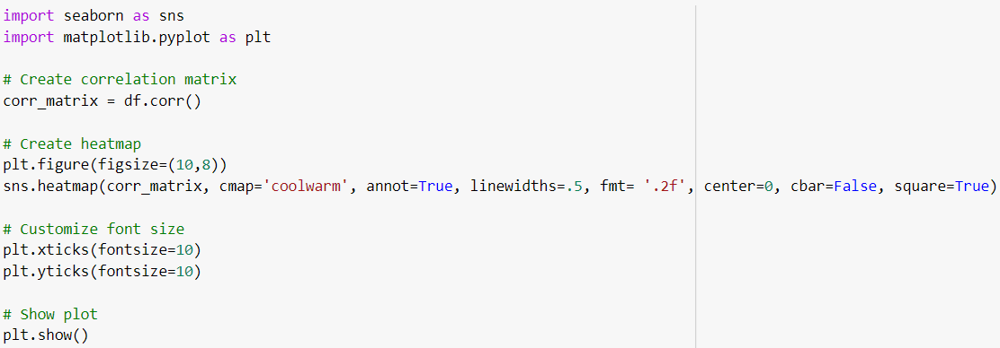 import seaborn as sns
import matplotlib.pyplot as plt
# Create correlation matrix
corr_matrix = df.corr()
# Create heatmap
plt.figure(figsize=(10,8))
sns.heatmap(corr_matrix, cmap='coolwarm', annot=True, linewidths=.5, fmt= '.2f', center=0, cbar=False, square=True)
# Customize font size
plt.xticks(fontsize=10)
plt.yticks(fontsize=10)
# Show plot
plt.show()